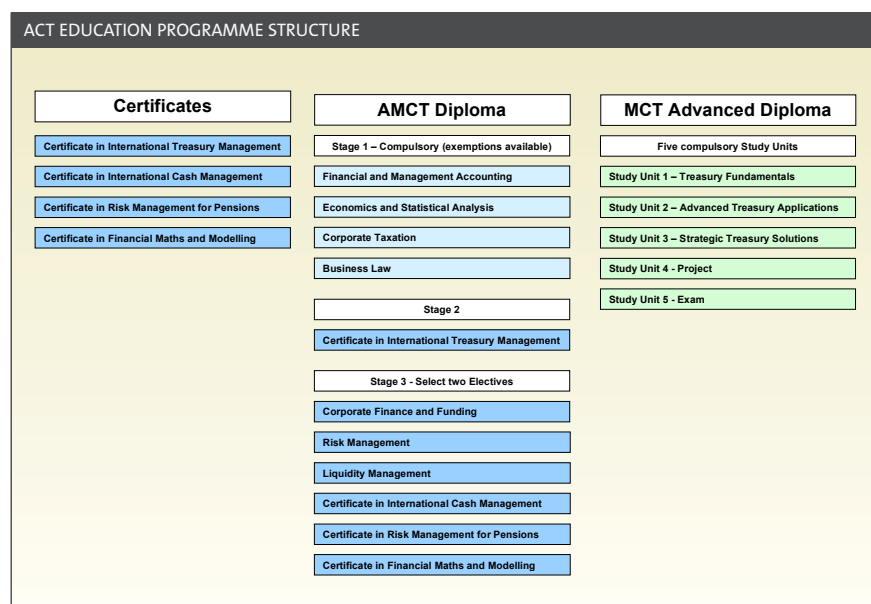 ACT EDUCATION PROGRAMME STRUCTURE
Certificates
Certificate in International Treasury Management
Certificate in International Cash Management
Certificate in Risk Management for Pensions
Certificate in Financial Maths and Modelling
AMCT Diploma
Stage 1 – Compulsory (exemptions available)
Financial and Management Accounting
Economics and Statistical Analysis
Corporate Taxation
Business Law
Stage 2
Certificate in International Treasury Management
Stage 3 - Select two Electives
Corporate Finance and Funding
Risk Management
Liquidity Management
Certificate in International Cash Management
Certificate in Risk Management for Pensions
Certificate in Financial Maths and Modelling
MCT Advanced Diploma
Five compulsory Study Units
Study Unit 1 – Treasury Fundamentals
Study Unit 2 – Advanced Treasury Applications
Study Unit 3 – Strategic Treasury Solutions
Study Unit 4 - Project
Study Unit 5 - Exam